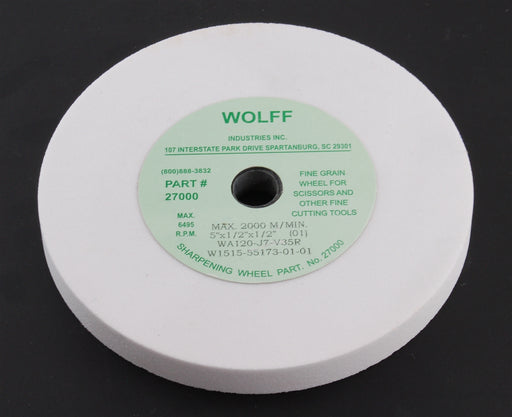 WOLFF
INDUSTRIES INC.
107 INTERSTATE PARK DRIVE SPARTANBURG, SC 29301
(800)888-3832
PART #
27000
MAX.
6495
R.P.M.
FINE GRAIN
WHEEL FOR
SCISSORS AND
OTHER FINE
CUTTING TOOLS
MAX. 2000 M/MIN.
5"x1/2"x1/2" (01)
WA120-J7-V35R
W1515-55173-01-01
SHARPENING WHEEL PART. No. 27000